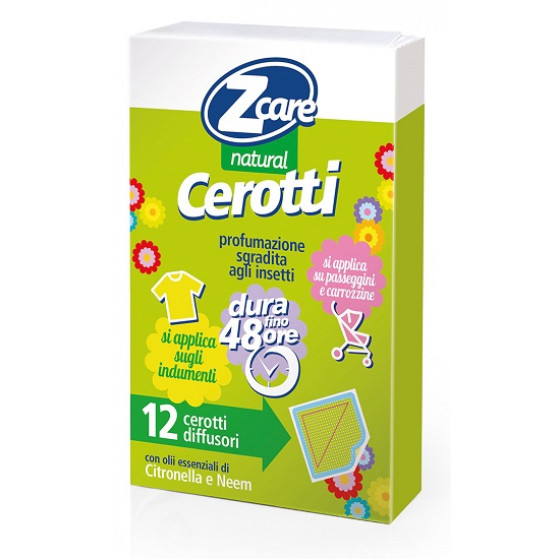 Zcare
natural
Cerotti
profumazione
sgradita
agli insetti
si applica
su passeggini
e carrozzine
dura
fino
48 ore
si applica
sugli
indumenti
12 cerotti
diffusori
con olii essenziali di
Citronella e Neem